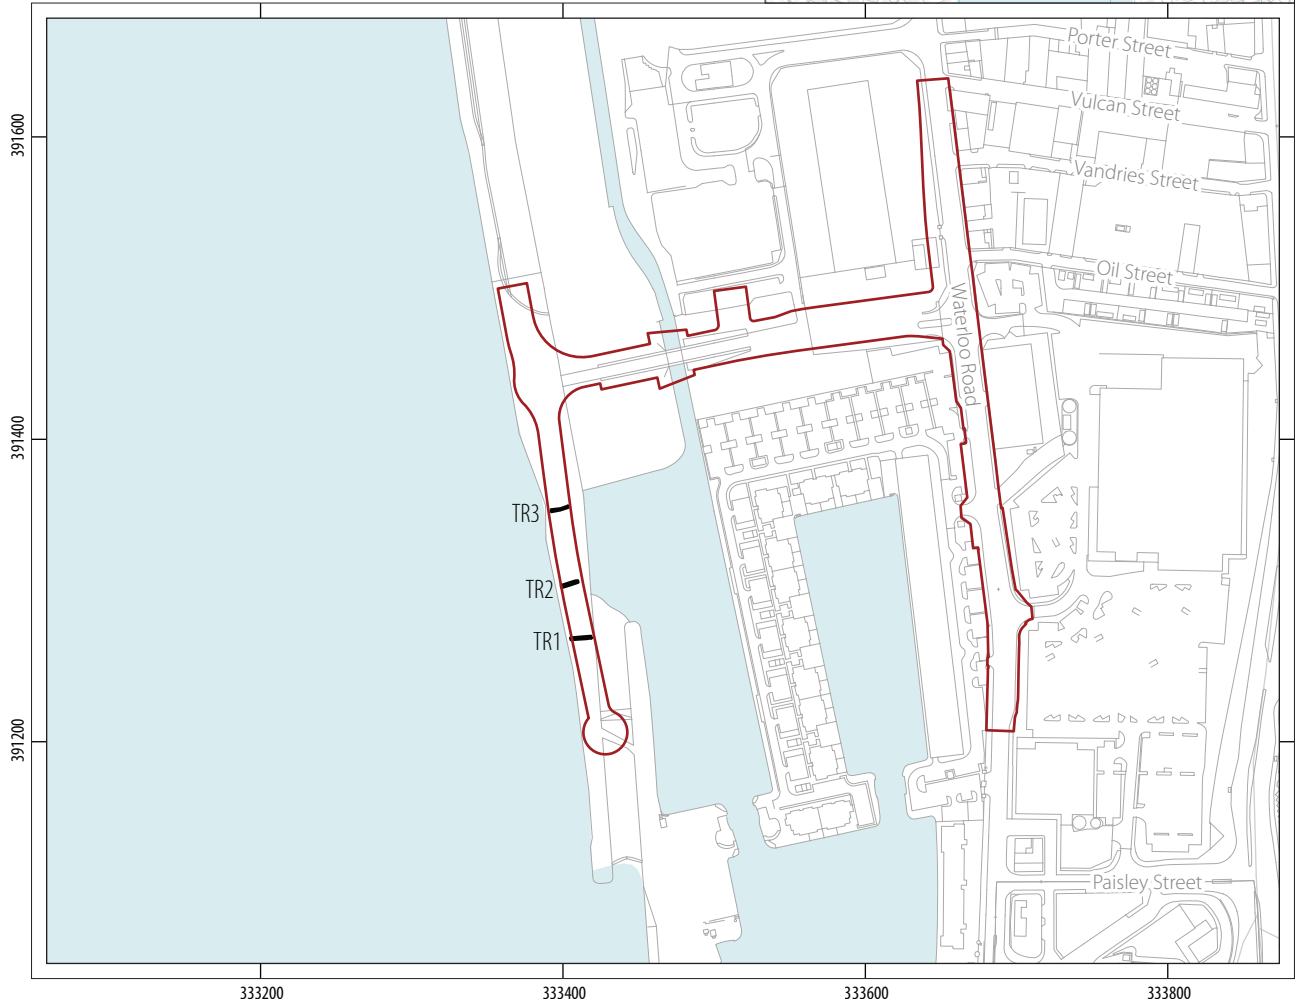 Porter Street
391600
Vulcan Street
Vandries Street
Oil Street
Waterloo Road
391400
TR3
TR2
TR1
391200
Paisley Street
333200
333400
333600
333800